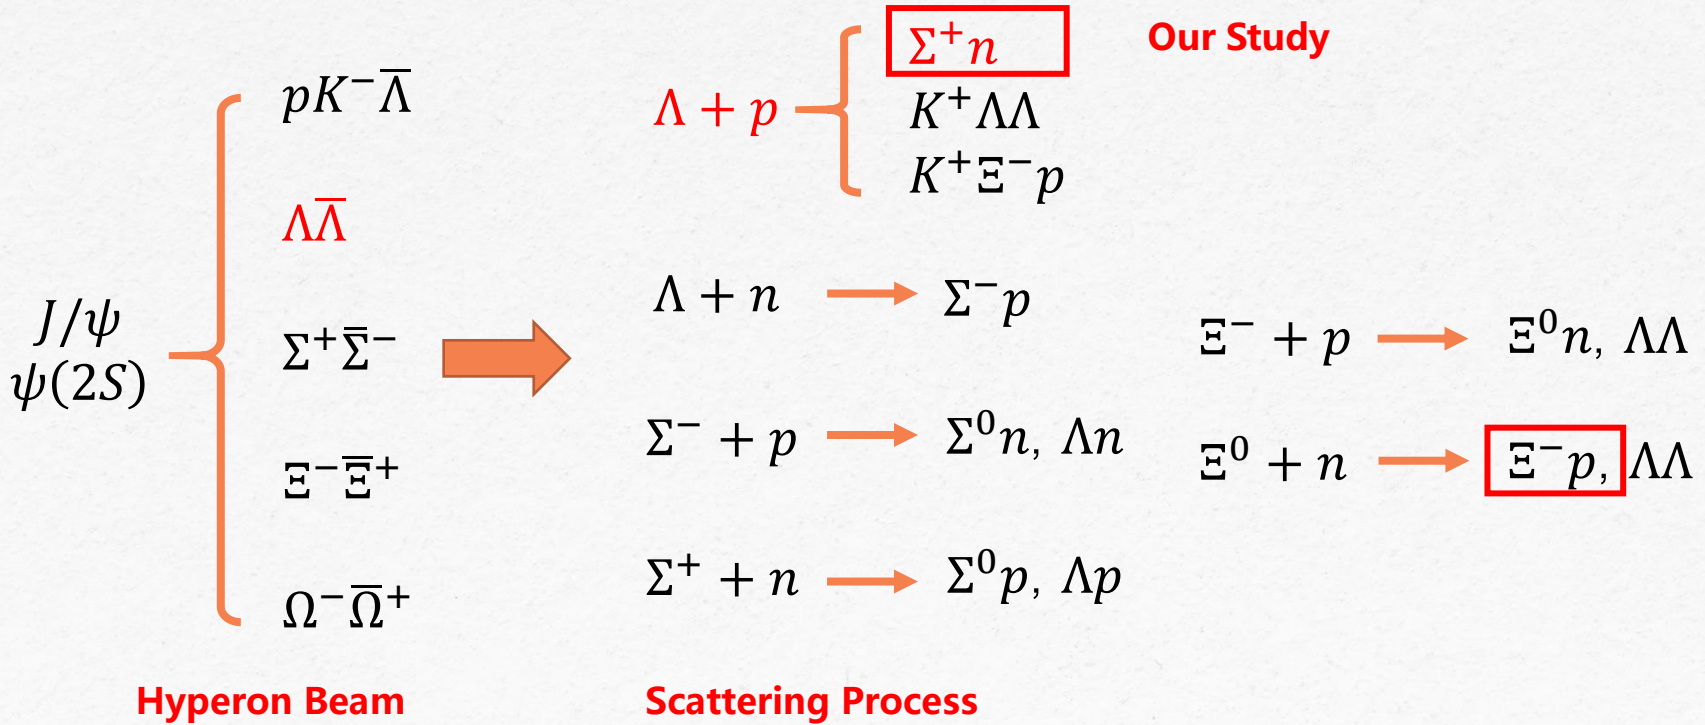 J/ψ
ψ(2S)
pK⁻Λ̅
ΛΛ̅
Σ⁺Σ̅⁻
Ξ⁻Ξ̅⁺
Ω⁻Ω̅⁺
Hyperon Beam
Λ + p
Σ⁺n
K⁺ΛΛ
K⁺Ξ⁻p
Our Study
Λ + n
Σ⁻p
Σ⁻ + p
Σ⁰n, Λn
Σ⁺ + n
Σ⁰p, Λp
Ξ⁻ + p
Ξ⁰n, ΛΛ
Ξ⁰ + n
Ξ⁻p, ΛΛ
Scattering Process